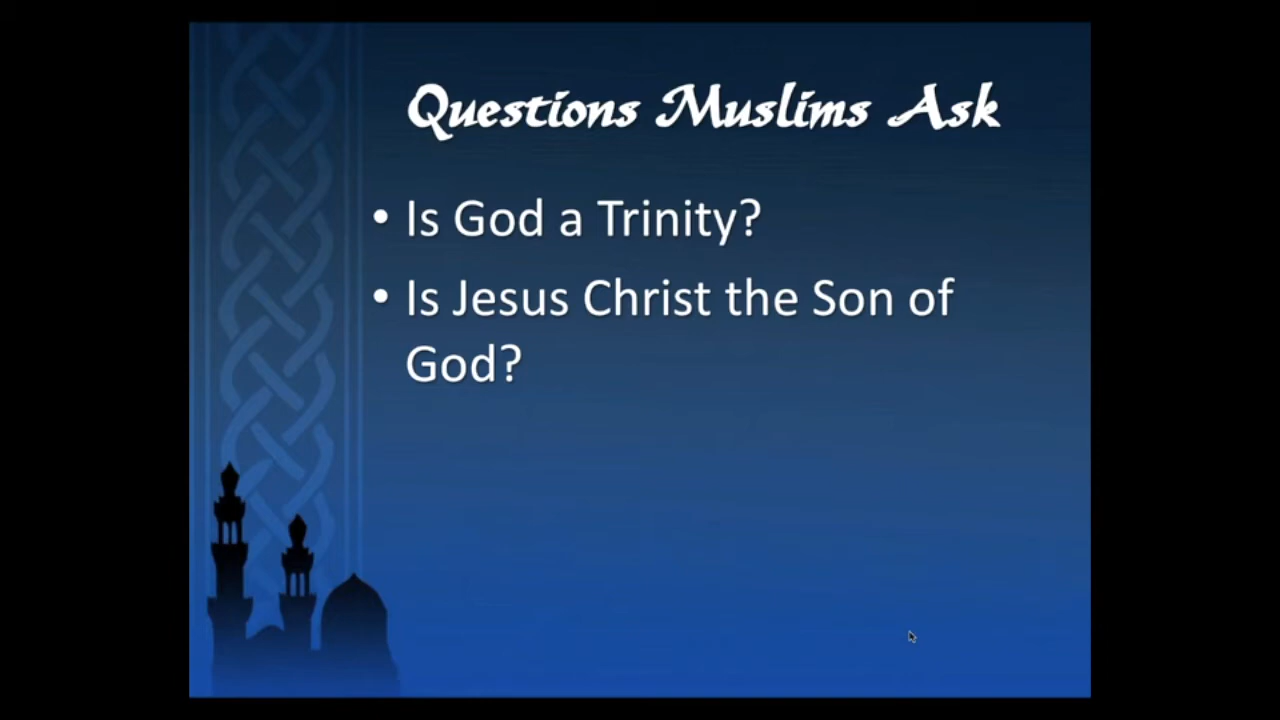 Questions Muslims Ask
• Is God a Trinity?
• Is Jesus Christ the Son of
God?